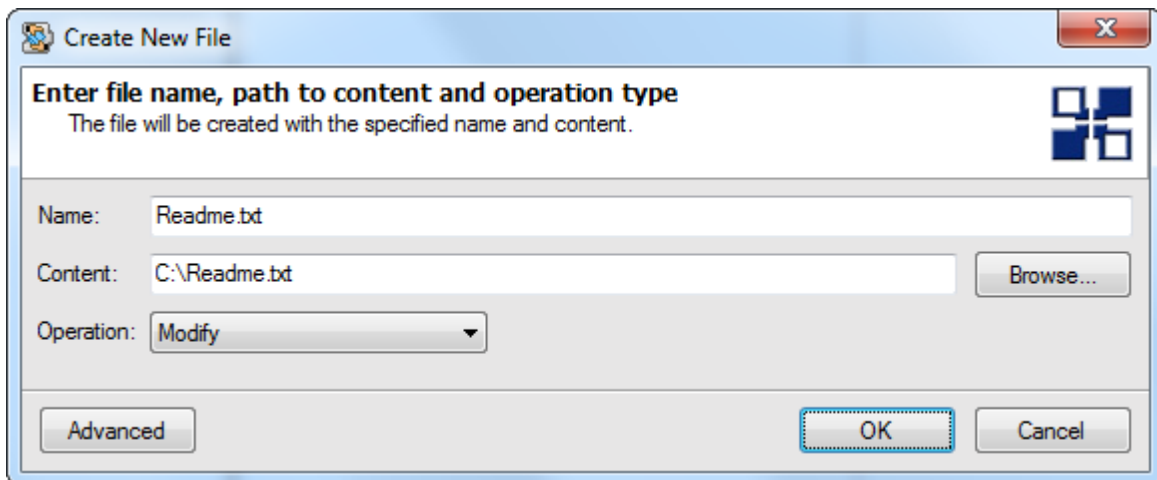 Create New File
Enter file name, path to content and operation type
The file will be created with the specified name and content.
Name: Readme.txt
Content: C:\Readme.txt Browse...
Operation: Modify
Advanced OK Cancel